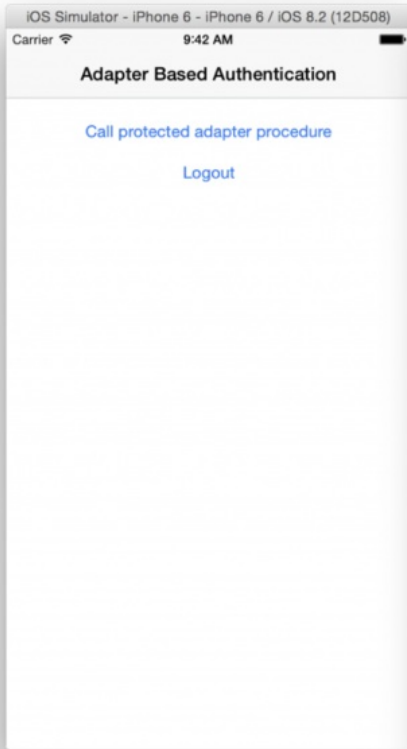 iOS Simulator - iPhone 6 - iPhone 6 / iOS 8.2 (12D508)
Carrier 9:42 AM
Adapter Based Authentication
Call protected adapter procedure
Logout